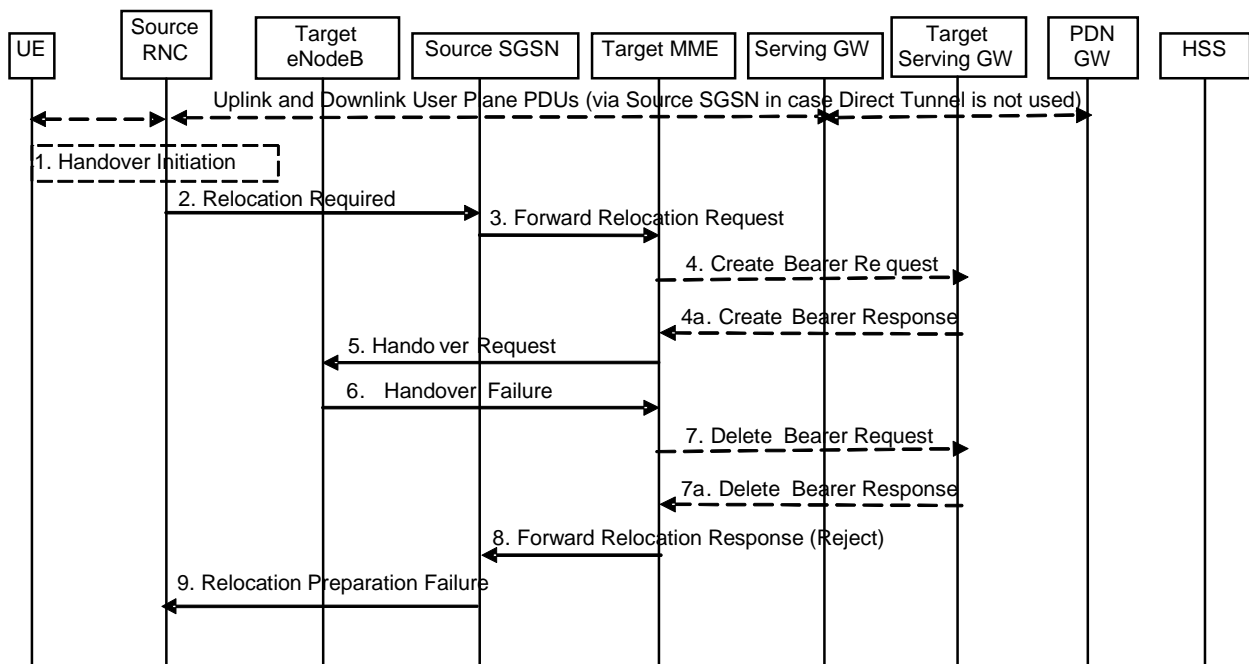 UE
Source
RNC
Target
eNodeB
Source SGSN
Target MME
Serving GW
Target
Serving GW
PDN
GW
HSS
Uplink and Downlink User Plane PDUs (via Source SGSN in case Direct Tunnel is not used)
1. Handover Initiation
2. Relocation Required
3. Forward Relocation Request
4. Create Bearer Re quest
4a. Create Bearer Response
5. Hando ver Request
6. Handover Failure
7. Delete Bearer Request
7a. Delete Bearer Response
8. Forward Relocation Response (Reject)
9. Relocation Preparation Failure